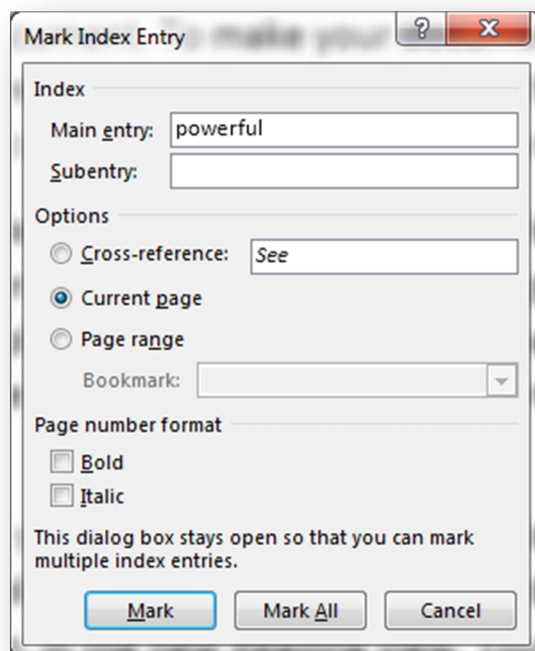 Mark Index Entry
Index
Main entry: powerful
Subentry:
Options
Cross-reference: See
Current page
Page range
Bookmark:
Page number format
Bold
Italic
This dialog box stays open so that you can mark
multiple index entries.
Mark Mark All Cancel